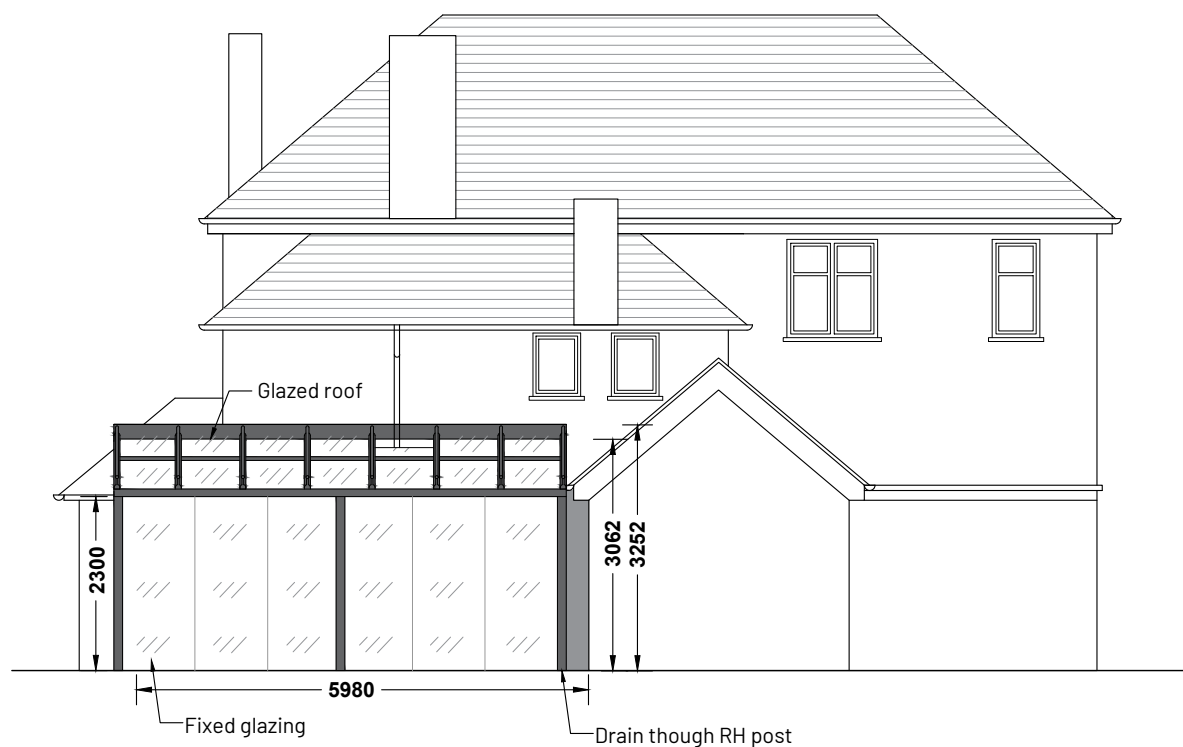 Glazed roof
2300
3062
3252
5980
Fixed glazing
Drain though RH post